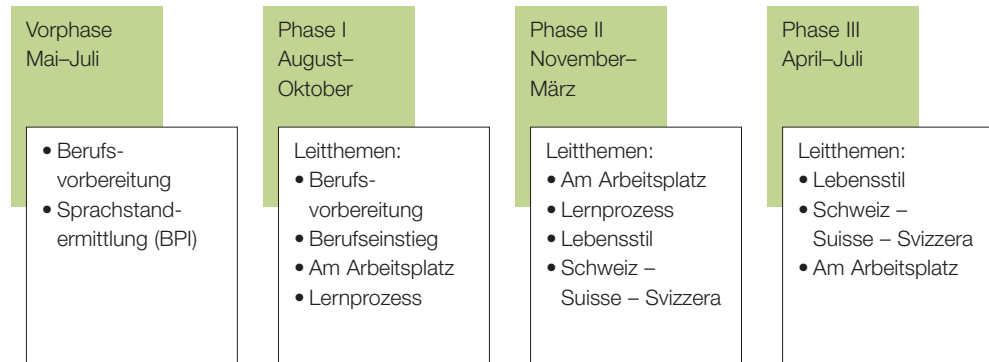 Vorphase
Mai–Juli
• Berufs-
vorbereitung
• Sprachstand-
ermittlung (BPI)
Phase I
August–
Oktober
Leitthemen:
• Berufs-
vorbereitung
• Berufseinstieg
• Am Arbeitsplatz
• Lernprozess
Phase II
November–
März
Leitthemen:
• Am Arbeitsplatz
• Lernprozess
• Lebensstil
• Schweiz –
Suisse – Svizzera
Phase III
April–Juli
Leitthemen:
• Lebensstil
• Schweiz –
Suisse – Svizzera
• Am Arbeitsplatz